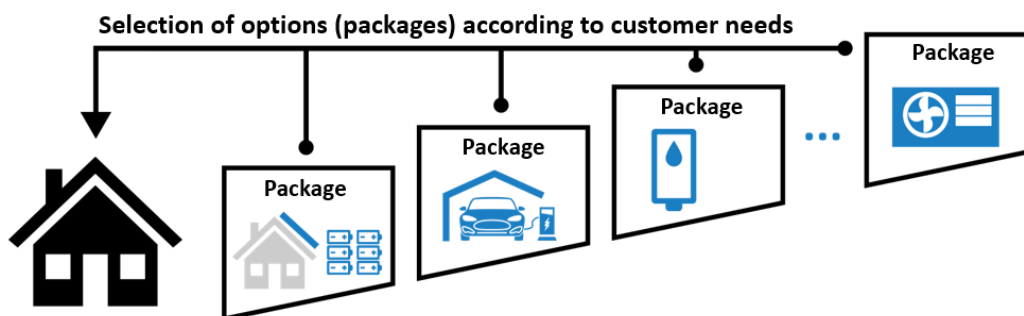 Selection of options (packages) according to customer needs
Package
Package
Package
Package
...